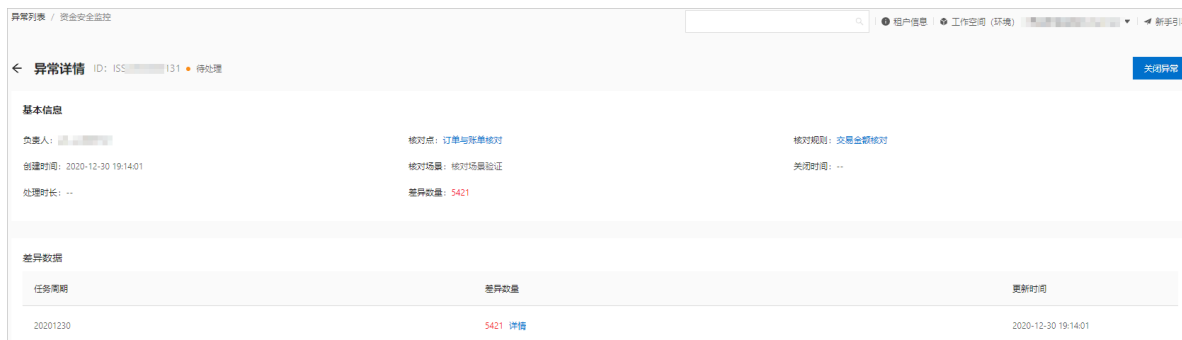 异常列表 / 资金安全监控
租户信息 工作空间（环境） 新手引
异常详情 ID: ISS 131 待处理 关闭异常
基本信息
负责人： 核对点：订单与账单核对 核对规则：交易金额核对
创建时间：2020-12-30 19:14:01 核对场景：核对场景验证 关闭时间：--
处理时长：-- 差异数量：5421
差异数据
任务周期 差异数量 更新时间
20201230 5421 详情 2020-12-30 19:14:01